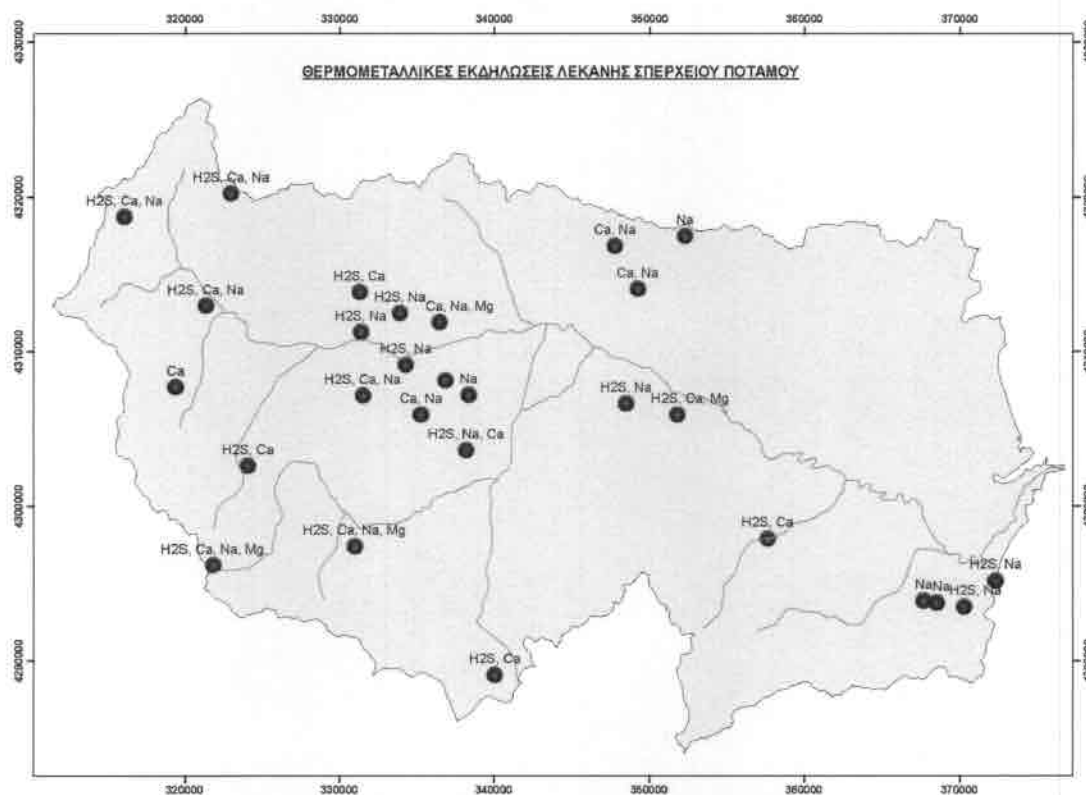 320000 330000 340000 350000 360000 370000
4330000
ΘΕΡΜΟΜΕΤΑΛΛΙΚΕΣ ΕΚΔΗΛΩΣΕΙΣ ΛΕΚΑΝΗΣ ΣΠΕΡΧΕΙΟΥ ΠΟΤΑΜΟΥ
4320000
H2S, Ca, Na
H2S, Ca, Na
Na
Ca, Na
Ca, Na
H2S, Ca
H2S, Ca, Na
H2S, Na
Ca, Na, Mg
H2S, Na
4310000
H2S, Na
Ca
H2S, Ca, Na
Na
Ca, Na
H2S, Na
H2S, Ca, Mg
H2S, Na, Ca
H2S, Ca
4300000
H2S, Ca, Na, Mg
H2S, Ca
H2S, Ca, Na, Mg
H2S, Na
Na Na H2S, Na
H2S, Ca
320000 330000 340000 350000 360000 370000